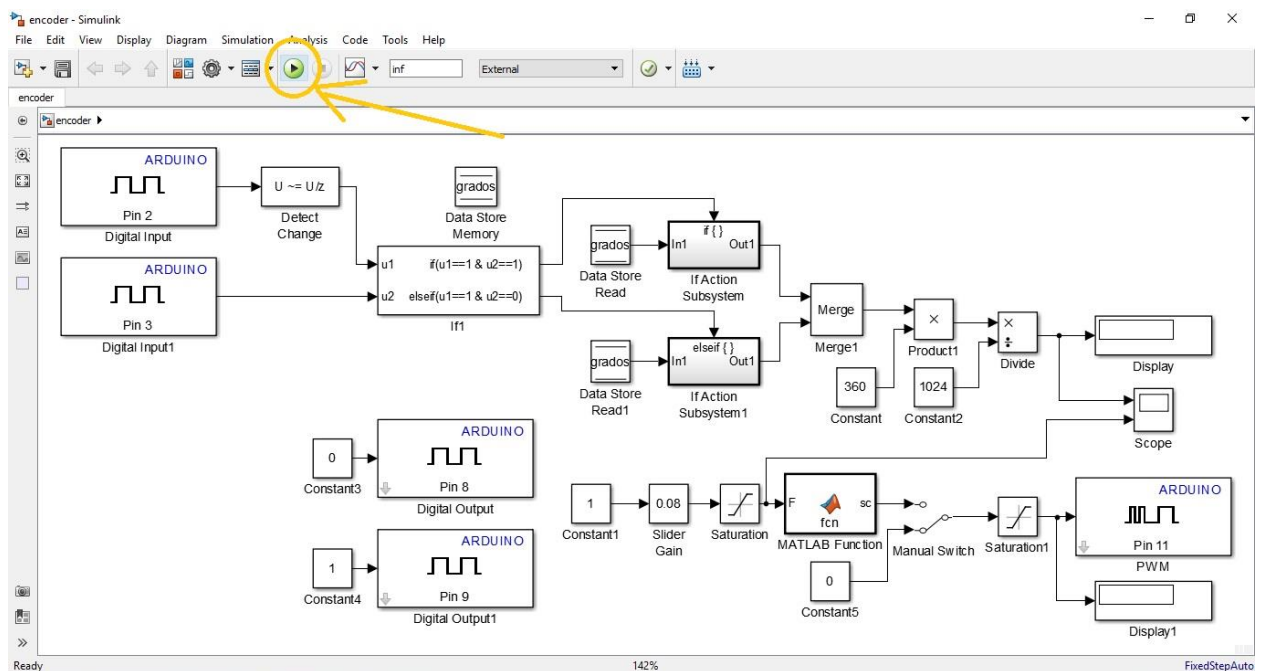 encoder - Simulink
File Edit View Display Diagram Simulation Analysis Code Tools Help
inf
External
encoder
encoder
ARDUINO
Pin 2
Digital Input
U ~= U/z
Detect
Change
grados
Data Store
Memory
ARDUINO
Pin 3
Digital Input1
u1 if(u1==1 & u2==1)
u2 elseif(u1==1 & u2==0)
If1
grados
Data Store
Read
if { }
In1 Out1
If Action
Subsystem
grados
Data Store
Read1
elseif { }
In1 Out1
If Action
Subsystem1
Merge
Merge1
×
Product1
×
÷
Divide
Display
360
Constant
1024
Constant2
Scope
0
Constant3
ARDUINO
Pin 8
Digital Output
1
Constant4
ARDUINO
Pin 9
Digital Output1
1
Constant1
0.08
Slider
Gain
Saturation
F sc
fcn
MATLAB Function
0
Constant5
Manual Switch
Saturation1
ARDUINO
Pin 11
PWM
Display1
Ready 142% FixedStepAuto